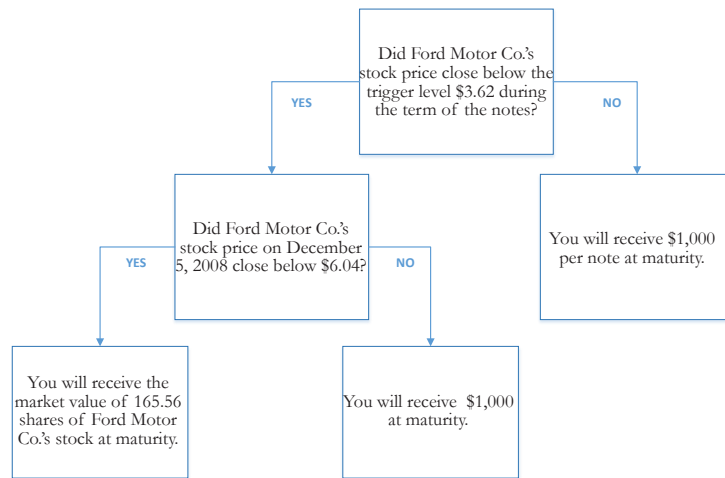 Did Ford Motor Co.'s
stock price close below the
trigger level $3.62 during
the term of the notes?
YES
NO
Did Ford Motor Co.'s
stock price on December
5, 2008 close below $6.04?
You will receive $1,000
per note at maturity.
YES
NO
You will receive the
market value of 165.56
shares of Ford Motor
Co.'s stock at maturity.
You will receive $1,000
at maturity.